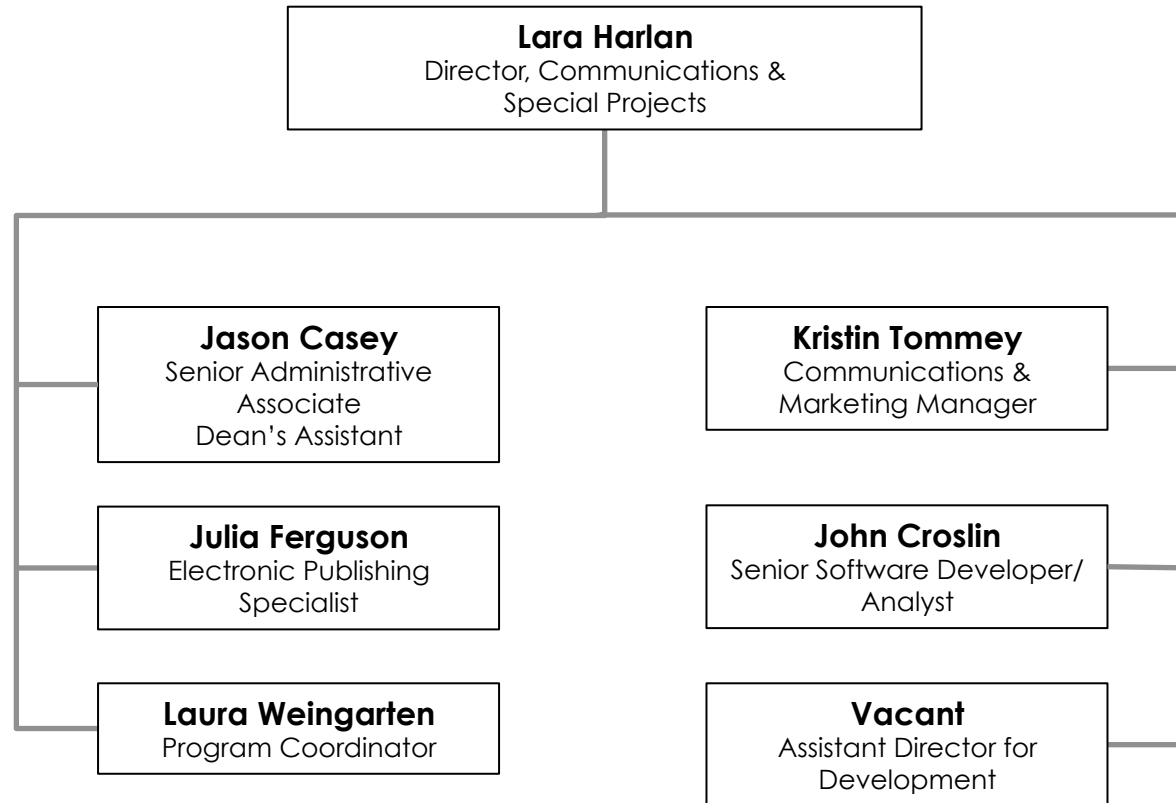 Lara Harlan
Director, Communications &
Special Projects
Jason Casey
Senior Administrative
Associate
Dean’s Assistant
Kristin Tommey
Communications &
Marketing Manager
Julia Ferguson
Electronic Publishing
Specialist
John Croslin
Senior Software Developer/
Analyst
Laura Weingarten
Program Coordinator
Vacant
Assistant Director for
Development